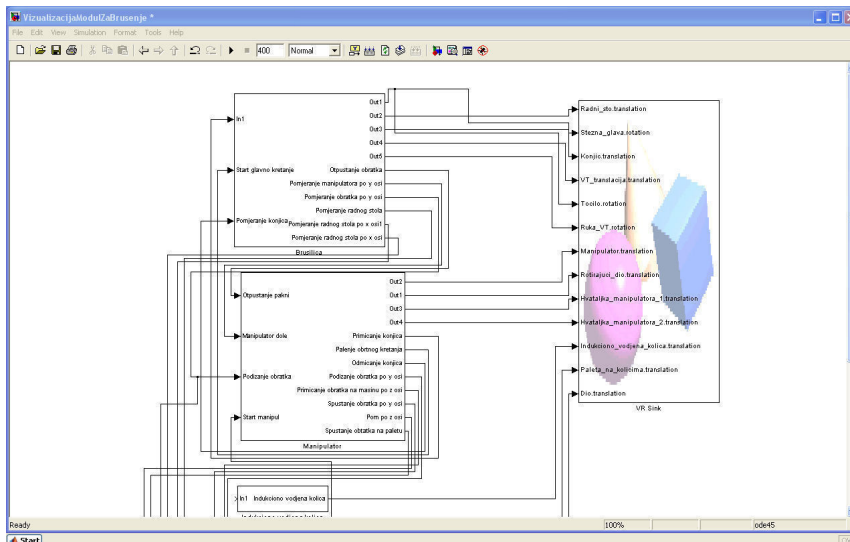 VizualizacijaModulZaBrusenje *
File Edit View Simulation Format Tools Help
400 Normal
In1
Start glavno kretanje
Pomjeranje konjica
Out1
Out2
Out3
Out4
Out5
Otpustanje obratka
Pomjeranje manipulatora po y osi
Pomjeranje obratka po y osi
Pomjeranje radnog stola
Pomjeranje radnog stola po x osi1
Pomjeranje radnog stola po x osi
Brusilica
Otpustanje pakni
Manipulator dole
Podizanje obratka
Start manipul
Out2
Out1
Out3
Out4
Primicanje konjica
Palenje obrtnog kretanja
Odmicanje konjica
Podizanje obratka po y osi
Primicanje obratka na masinu po z osi
Spustanje obratka po y osi
Pom po z osi
Spustanje obtatka na paletu
Manipulator
In1 Indukciono vodjena kolica
Indukciono vodjena kolica
Radni_sto.translation
Stezna_glava.rotation
Konjic.translation
VT_translacija.translation
Tocilo.rotation
Ruka_VT.rotation
Manipulator.translation
Rotirajuci_dio.translation
Hvataljka_manipulatora_1.translation
Hvataljka_manipulatora_2.translation
Indukciono_vodjena_kolica.translation
Paleta_na_kolicima.translation
Dio.translation
VR Sink
Ready 100% ode45
Start